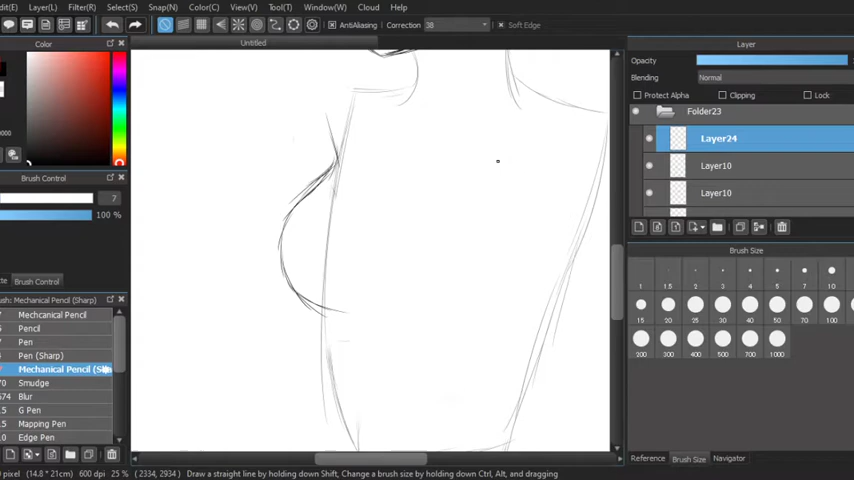 Layer(L) Filter(R) Select(S) Snap(N) Color(C) View(V) Tool(T) Window(W) Cloud Help(H)
AntiAliasing Correction 38 Soft Edge
Untitled
Color
0000
Brush Control
7
100 %
Brush Control
Mechanical Pencil (Sharp)
Mechcanical Pencil
Pencil
Pen
Pen (Sharp)
Mechanical Pencil
70 Smudge
574 Blur
15 G Pen
Mapping Pen
10 Edge Pen
Layer
Opacity
Blending Normal
Protect Alpha Clipping Lock
Folder23
Layer24
Layer10
Layer10
Brush Size
1 1.5 2 3 4 5 7 10
15 20 25 30 40 50 70 100
200 300 400 500 700 1000
Reference Brush Size Navigator
pixel (14.8 * 21cm) 600 dpi 25 % ( 2334, 2934 ) Draw a straight line by holding down Shift, Change a brush size by holding down Ctrl, Alt, and dragging